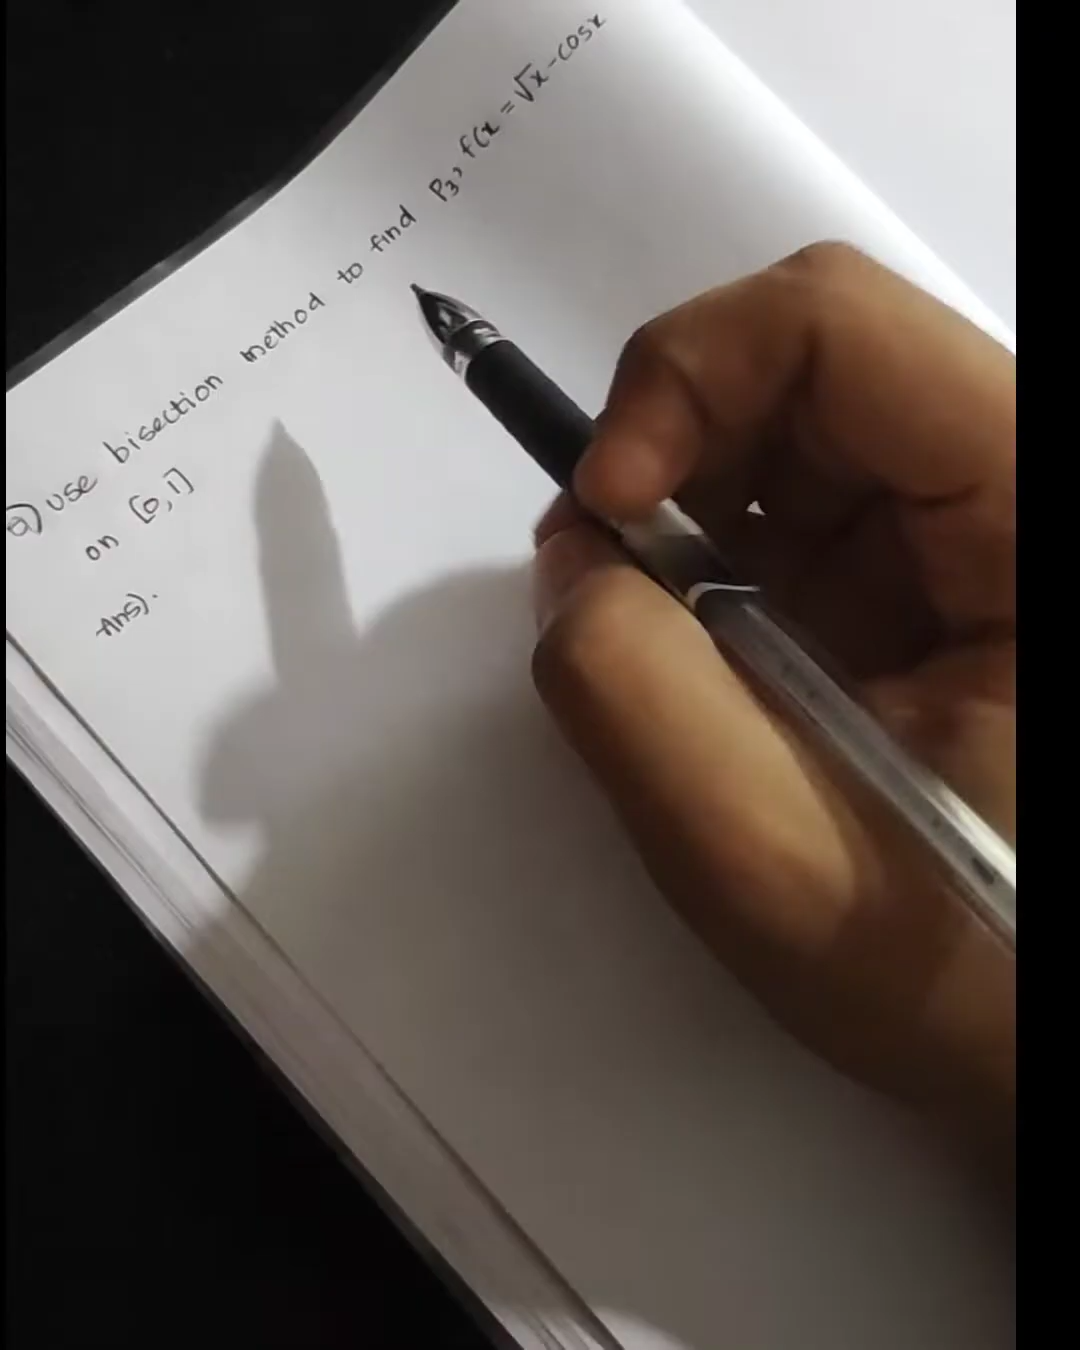 Q) use bisection method to find P₃, f(x = √x - cosx
on [0,1]
Ans).